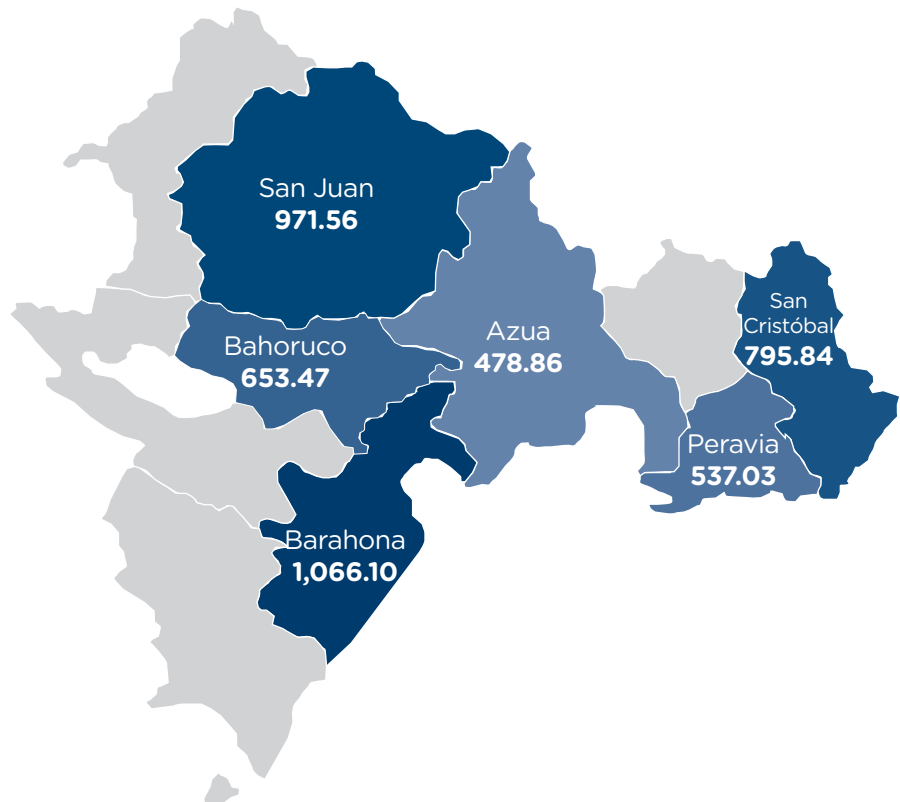 San Juan
971.56
Bahoruco
653.47
Azua
478.86
San
Cristóbal
795.84
Peravia
537.03
Barahona
1,066.10